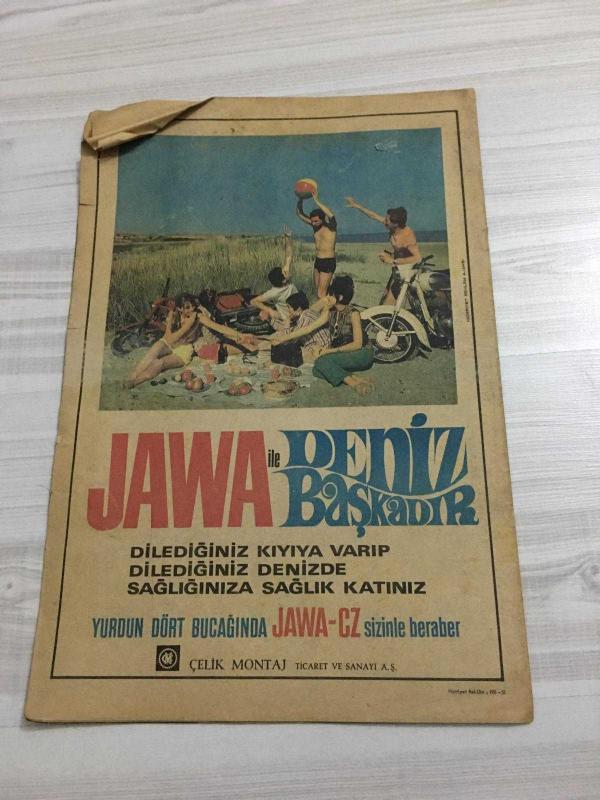 JAWA ile DENİZ
BAŞKADIR
DİLEDİĞİNİZ KIYIYA VARIP
DİLEDİĞİNİZ DENİZDE
SAĞLIĞINIZA SAĞLIK KATINIZ
YURDUN DÖRT BUCAĞINDA JAWA-CZ sizinle beraber
ÇELİK MONTAJ TİCARET VE SANAYİ A.Ş.